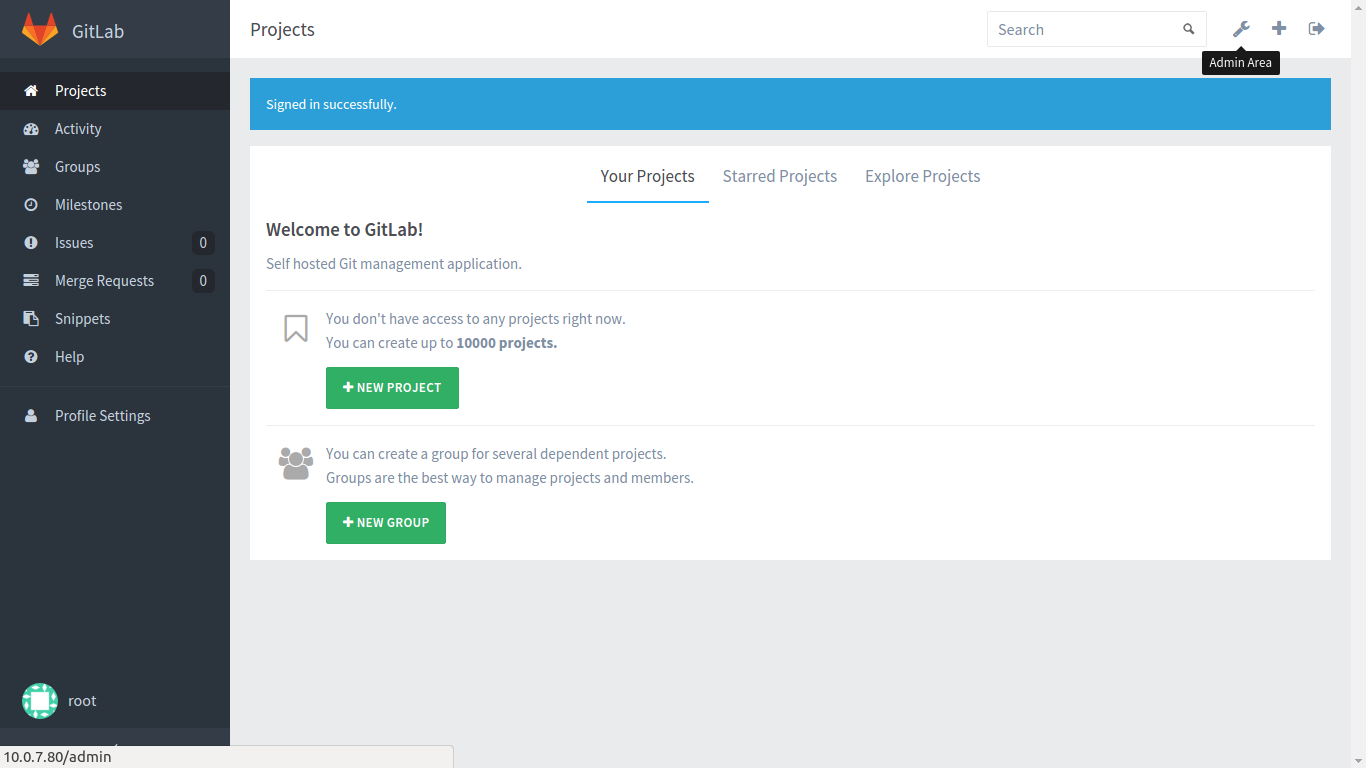 GitLab
Projects
Search
Admin Area
Projects
Activity
Groups
Milestones
Issues 0
Merge Requests 0
Snippets
Help
Profile Settings
root
Signed in successfully.
Your Projects Starred Projects Explore Projects
Welcome to GitLab!
Self hosted Git management application.
You don't have access to any projects right now.
You can create up to 10000 projects.
NEW PROJECT
You can create a group for several dependent projects.
Groups are the best way to manage projects and members.
NEW GROUP
10.0.7.80/admin